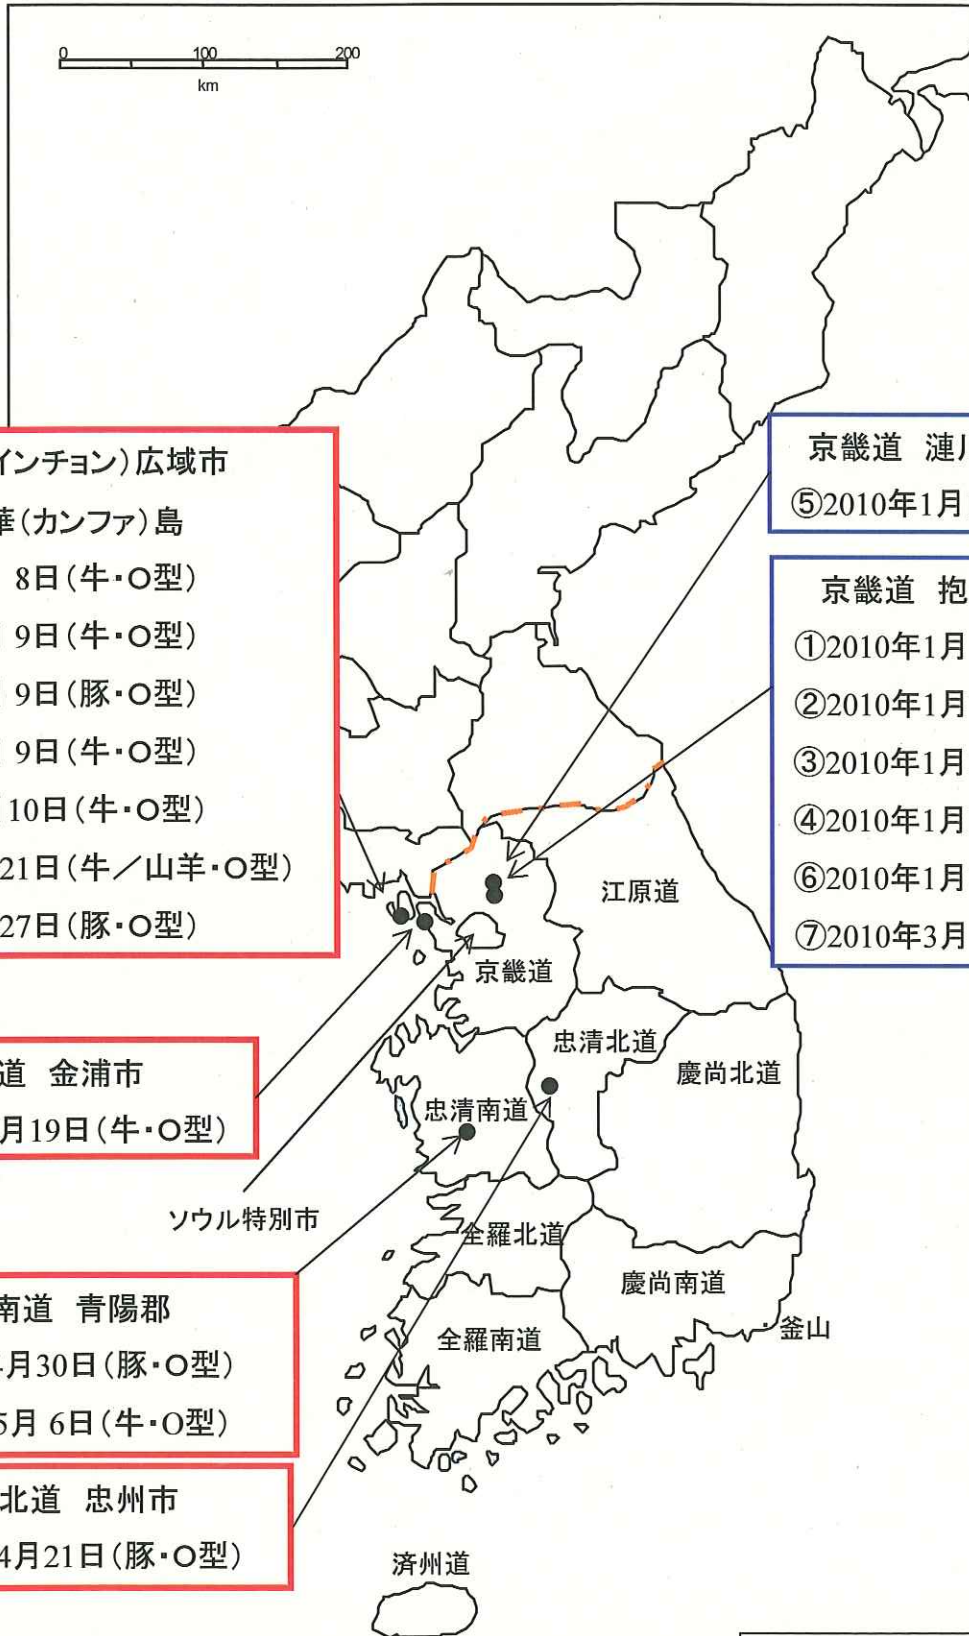 0 100 200
km
インチョン)広域市
華(カンファ)島
8日(牛・O型)
9日(牛・O型)
9日(豚・O型)
9日(牛・O型)
10日(牛・O型)
21日(牛/山羊・O型)
27日(豚・O型)
道 金浦市
月19日(牛・O型)
ソウル特別市
南道 青陽郡
4月30日(豚・O型)
5月 6日(牛・O型)
北道 忠州市
4月21日(豚・O型)
京畿道 漣川
⑤2010年1月
京畿道 抱
①2010年1月
②2010年1月
③2010年1月
④2010年1月
⑥2010年1月
⑦2010年3月
江原道
京畿道
忠清北道
慶尚北道
忠清南道
全羅北道
慶尚南道
釜山
全羅南道
済州道